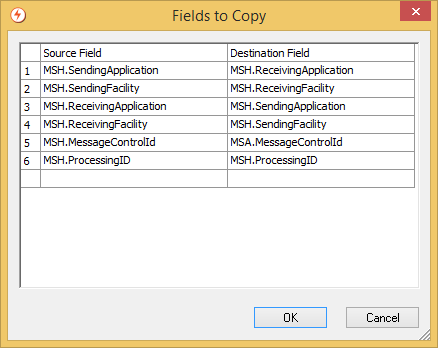 Fields to Copy
Source Field Destination Field
1 MSH.SendingApplication MSH.ReceivingApplication
2 MSH.SendingFacility MSH.ReceivingFacility
3 MSH.ReceivingApplication MSH.SendingApplication
4 MSH.ReceivingFacility MSH.SendingFacility
5 MSH.MessageControlId MSA.MessageControlId
6 MSH.ProcessingID MSH.ProcessingID
OK Cancel